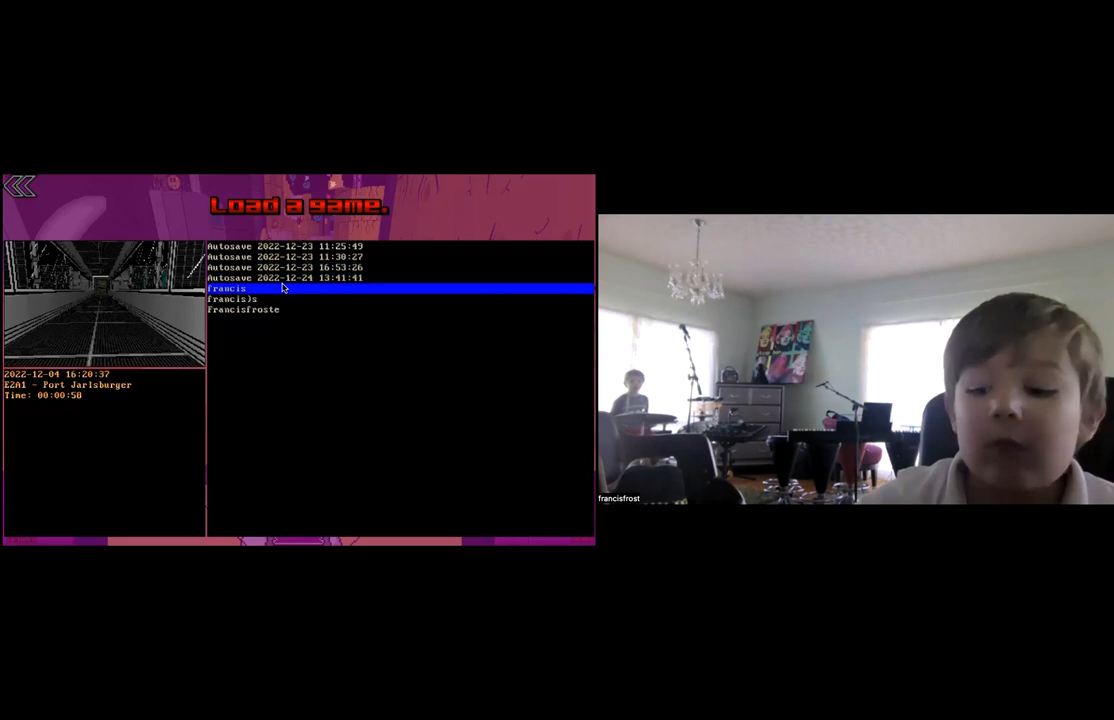 Load a game.
Autosave 2022-12-23 11:25:49
Autosave 2022-12-23 11:30:27
Autosave 2022-12-23 16:53:26
Autosave 2022-12-24 13:41:41
francis
francis)s
francisfroste
2022-12-04 16:20:37
E2A1 - Port Jarlsburger
Time: 00:00:58
francisfrost